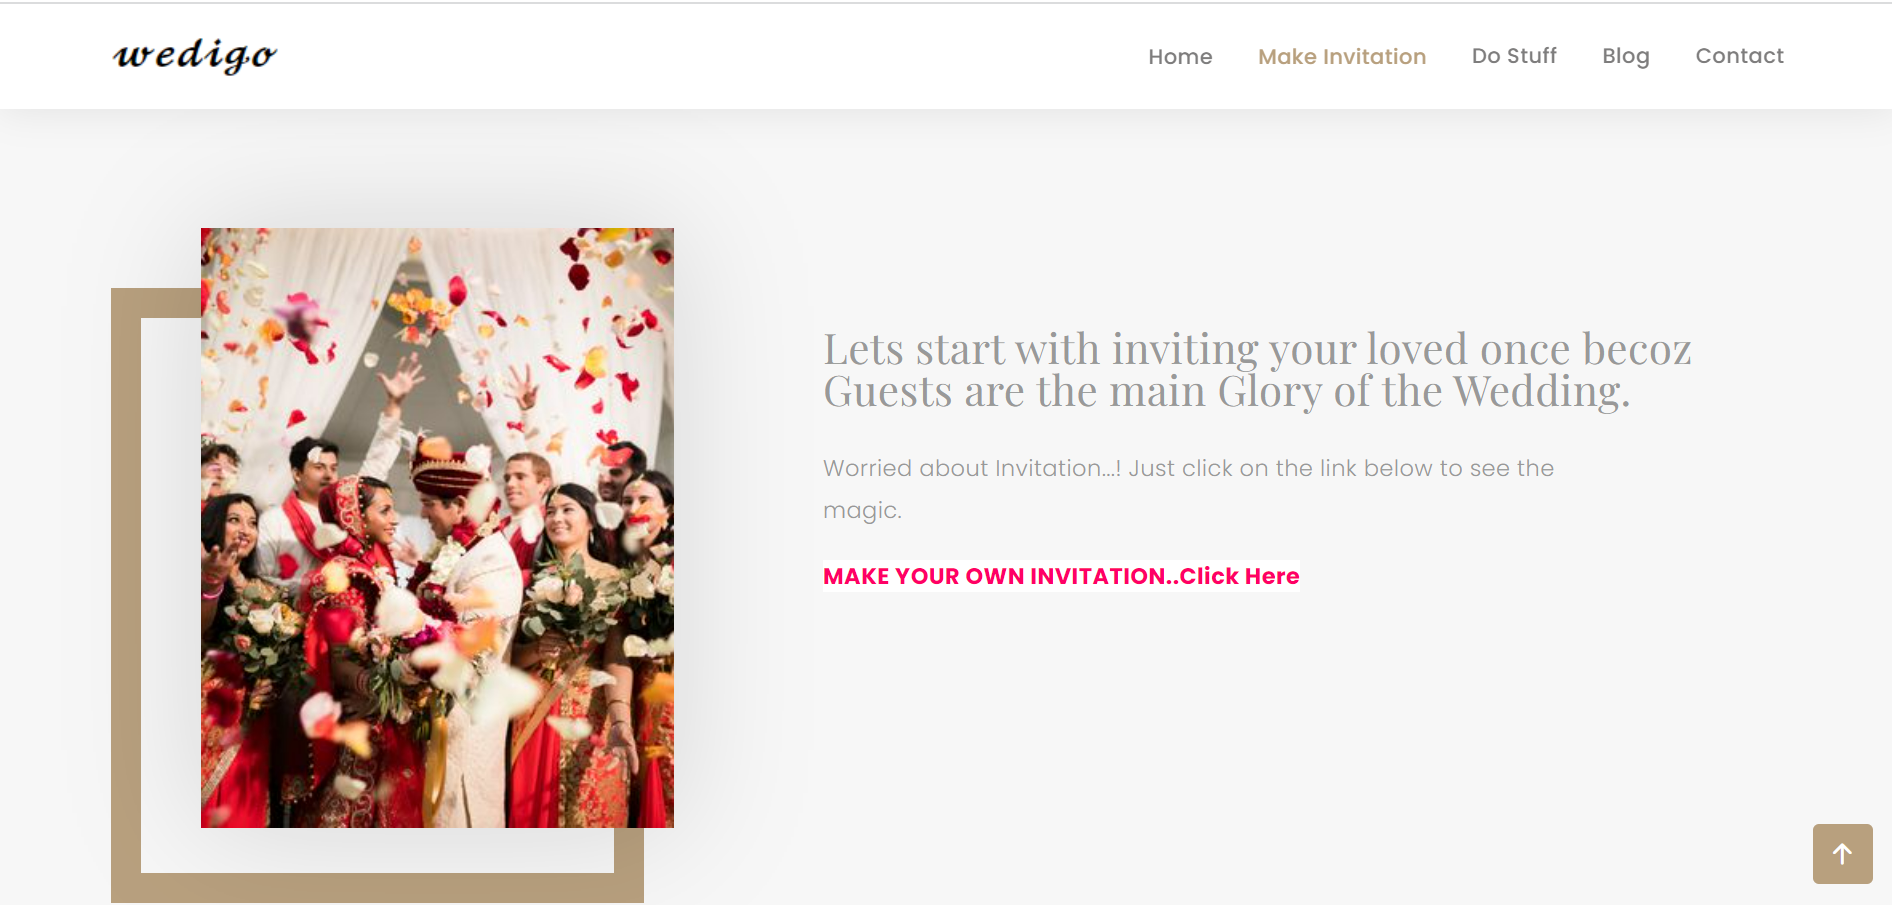 wedigo
Home Make Invitation Do Stuff Blog Contact
Lets start with inviting your loved once becoz
Guests are the main Glory of the Wedding.
Worried about Invitation...! Just click on the link below to see the
magic.
MAKE YOUR OWN INVITATION..Click Here